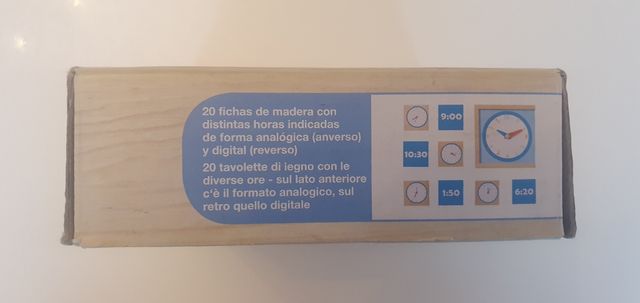 20 fichas de madera con
distintas horas indicadas
de forma analógica (anverso)
y digital (reverso)
20 tavolette di iegno con le
diverse ore - sul lato anteriore
c'è il formato analogico, sul
retro quello digitale
9:00
10:30
1:50
6:20